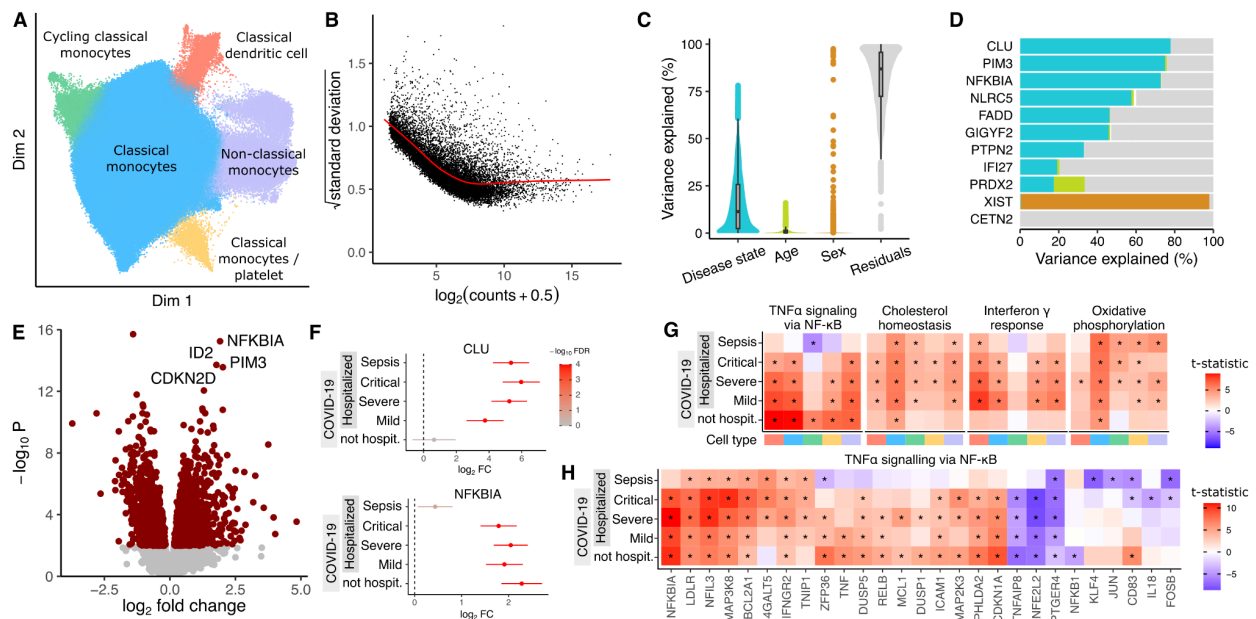 A
Cycling classical
monocytes
Classical
dendritic cell
Classical
monocytes
Non-classical
monocytes
Classical
monocytes /
platelet
Dim 2
Dim 1
B
√standard deviation
0.0
0.5
1.0
1.5
5
10
15
log2(counts + 0.5)
C
Variance explained (%)
100
75
50
25
0
Disease state
Age
Sex
Residuals
D
CLU
PIM3
NFKBIA
NLRC5
FADD
GIGYF2
PTPN2
IFI27
PRDX2
XIST
CETN2
0 20 40 60 80 100
Variance explained (%)
E
− log10 P
16
12
8
4
0
NFKBIA
ID2
PIM3
CDKN2D
−2.5 0.0 2.5 5.0
log2 fold change
F
CLU
COVID-19
Hospitalized
Sepsis
Critical
Severe
Mild
not hospit.
0 2 4 6
log2 FC
−log10 FDR
4
3
2
1
0
NFKBIA
COVID-19
Hospitalized
Sepsis
Critical
Severe
Mild
not hospit.
0 1 2
log2 FC
G
TNFα signaling
via NF-κB
Cholesterol
homeostasis
Interferon γ
response
Oxidative
phosphorylation
COVID-19
Hospitalized
Sepsis
Critical
Severe
Mild
not hospit.
Cell type
t-statistic
5
0
−5
H
TNFα signalling via NF-κB
COVID-19
Hospitalized
Sepsis
Critical
Severe
Mild
not hospit.
NFKBIA
LDLR
NFIL3
MAP3K8
BCL2A1
4GALT5
IFNGR2
TNIP1
ZFP36
TNF
DUSP5
RELB
MCL1
DUSP1
ICAM1
MAP2K3
PHLDA2
CDKN1A
TNFAIP8
NFE2L2
PTGER4
NFKB1
KLF4
JUN
CD83
IL18
FOSB
t-statistic
10
5
0
−5